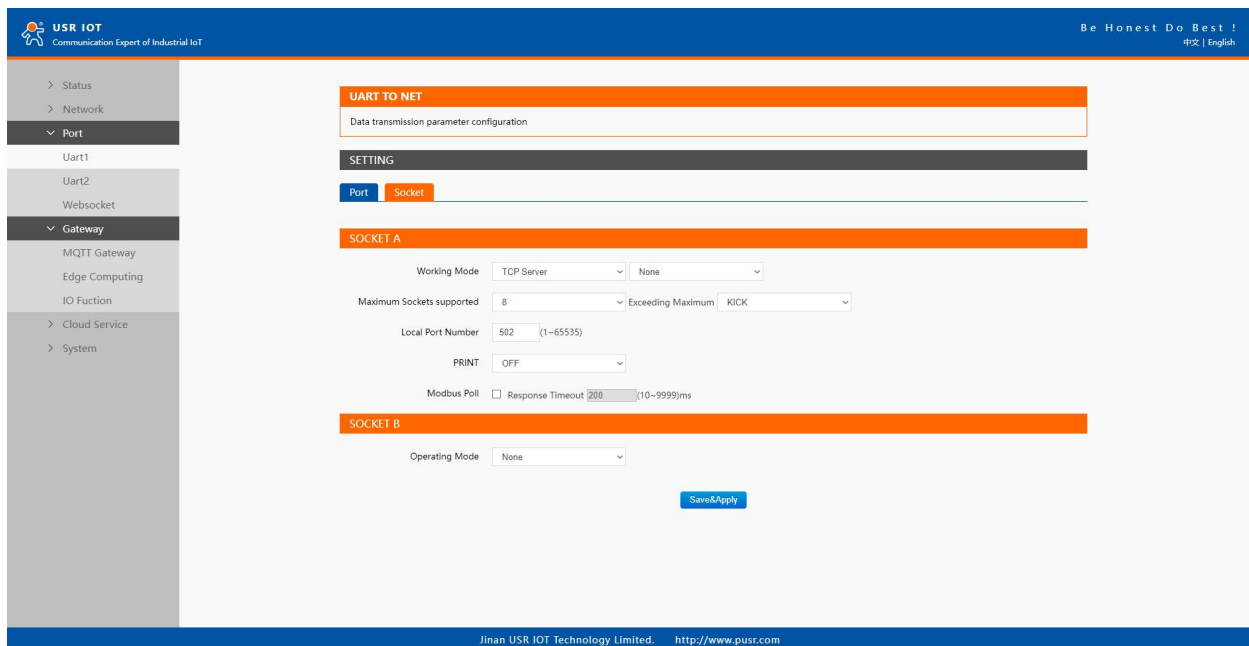 USR IOT
Communication Expert of Industrial IoT
Be Honest Do Best !
中文 | English
Status
Network
Port
Uart1
Uart2
Websocket
Gateway
MQTT Gateway
Edge Computing
IO Fuction
Cloud Service
System
UART TO NET
Data transmission parameter configuration
SETTING
Port Socket
SOCKET A
Working Mode TCP Server None
Maximum Sockets supported 8 Exceeding Maximum KICK
Local Port Number 502 (1~65535)
PRINT OFF
Modbus Poll Response Timeout 200 (10~9999)ms
SOCKET B
Operating Mode None
Save&Apply
Jinan USR IOT Technology Limited. http://www.pusr.com